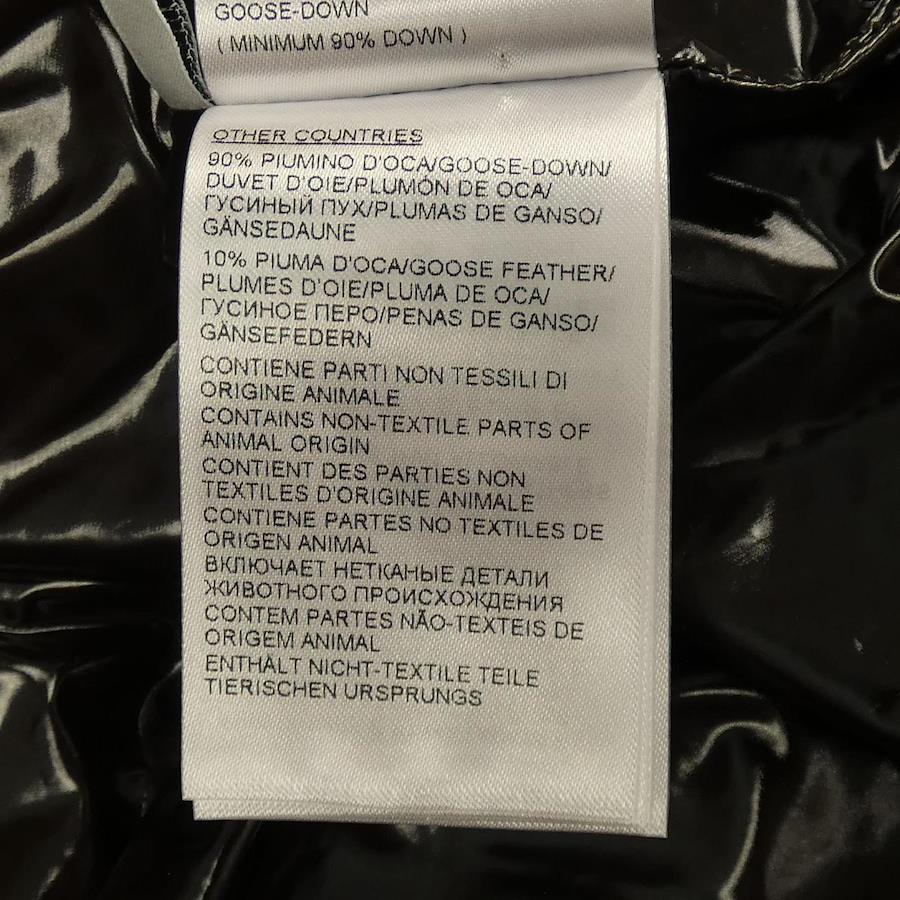 GOOSE-DOWN
( MINIMUM 90% DOWN )
OTHER COUNTRIES
90% PIUMINO D'OCA/GOOSE-DOWN/
DUVET D'OIE/PLUMÓN DE OCA/
ГУСИНЫЙ ПУХ/PLUMAS DE GANSO/
GÄNSEDAUNE
10% PIUMA D'OCA/GOOSE FEATHER/
PLUMES D'OIE/PLUMA DE OCA/
ГУСИНОЕ ПЕРО/PENAS DE GANSO/
GÄNSEFEDERN
CONTIENE PARTI NON TESSILI DI
ORIGINE ANIMALE
CONTAINS NON-TEXTILE PARTS OF
ANIMAL ORIGIN
CONTIENT DES PARTIES NON
TEXTILES D'ORIGINE ANIMALE
CONTIENE PARTES NO TEXTILES DE
ORIGEN ANIMAL
ВКЛЮЧАЕТ НЕТКАНЫЕ ДЕТАЛИ
ЖИВОТНОГО ПРОИСХОЖДЕНИЯ
CONTEM PARTES NÃO-TEXTEIS DE
ORIGEM ANIMAL
ENTHÄLT NICHT-TEXTILE TEILE
TIERISCHEN URSPRUNGS